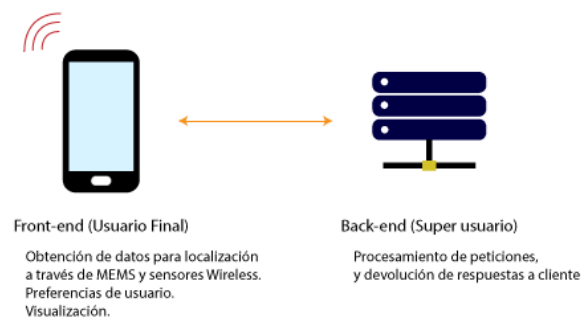 Front-end (Usuario Final)
Obtención de datos para localización
a través de MEMS y sensores Wireless.
Preferencias de usuario.
Visualización.
Back-end (Super usuario)
Procesamiento de peticiones,
y devolución de respuestas a cliente